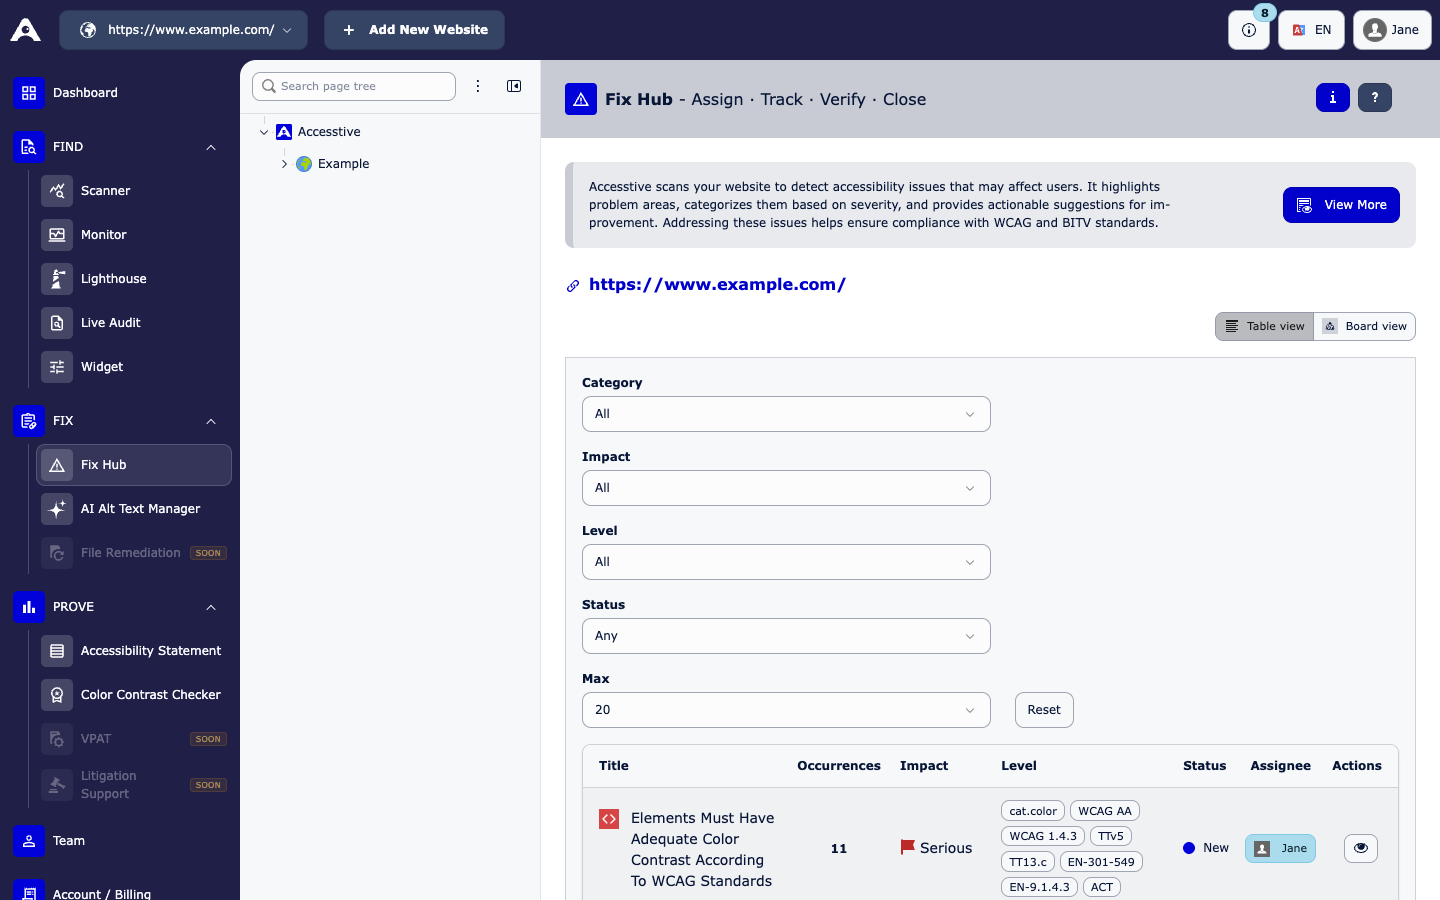 https://www.example.com/
+ Add New Website
8
EN
Jane
Dashboard
FIND
Scanner
Monitor
Lighthouse
Live Audit
Widget
FIX
Fix Hub
AI Alt Text Manager
File Remediation SOON
PROVE
Accessibility Statement
Color Contrast Checker
VPAT SOON
Litigation
Support
SOON
Team
Account / Billing
Search page tree
Accesstive
Example
Fix Hub - Assign · Track · Verify · Close
i
?
Accesstive scans your website to detect accessibility issues that may affect users. It highlights
problem areas, categorizes them based on severity, and provides actionable suggestions for im-
provement. Addressing these issues helps ensure compliance with WCAG and BITV standards.
View More
https://www.example.com/
Table view
Board view
Category
All
Impact
All
Level
All
Status
Any
Max
20
Reset
Title Occurrences Impact Level Status Assignee Actions
Elements Must Have
Adequate Color
Contrast According
To WCAG Standards
11
Serious
cat.color WCAG AA
WCAG 1.4.3 TTv5
TT13.c EN-301-549
EN-9.1.4.3 ACT
New
Jane